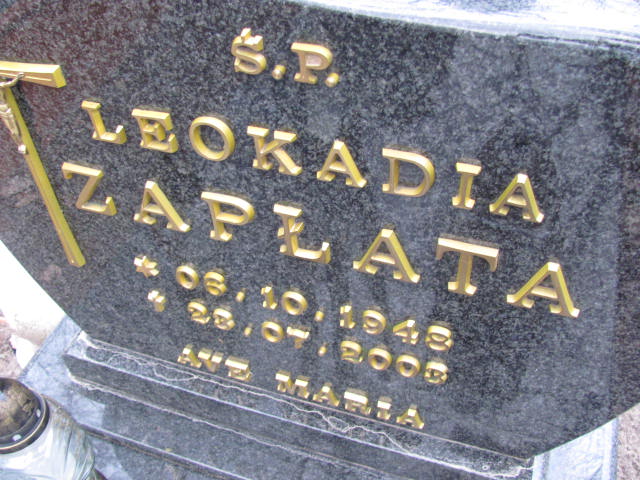 Ś.P.
LEOKADIA
ZAPŁATA
* 06.10.1948
† 28.07.2008
AVE MARIA